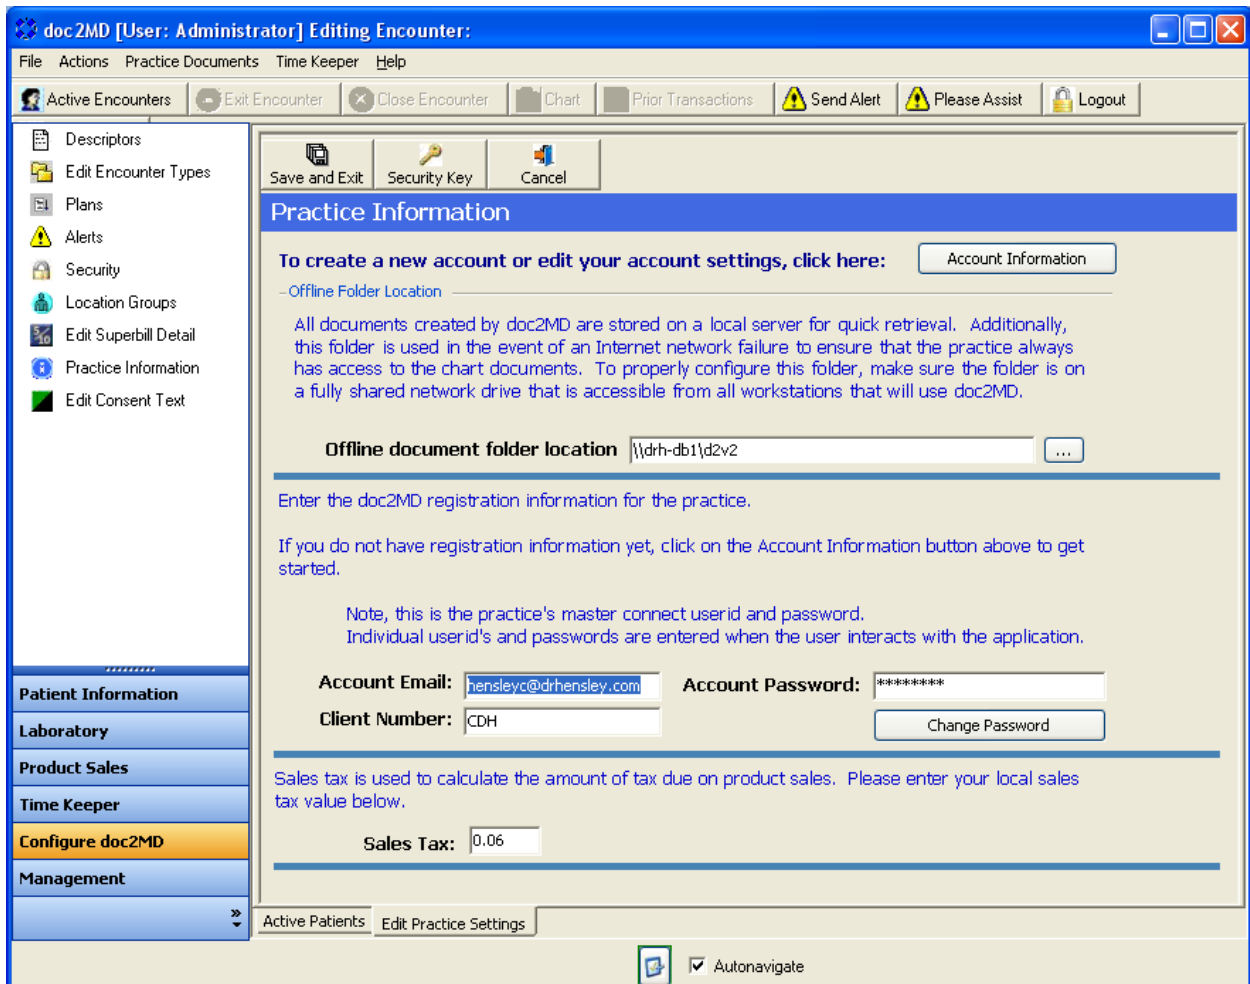 doc2MD [User: Administrator] Editing Encounter:
File Actions Practice Documents Time Keeper Help
Active Encounters Exit Encounter Close Encounter Chart Prior Transactions Send Alert Please Assist Logout
Descriptors
Edit Encounter Types
Plans
Alerts
Security
Location Groups
Edit Superbill Detail
Practice Information
Edit Consent Text
Patient Information
Laboratory
Product Sales
Time Keeper
Configure doc2MD
Management
Save and Exit Security Key Cancel
Practice Information
To create a new account or edit your account settings, click here: Account Information
Offline Folder Location
All documents created by doc2MD are stored on a local server for quick retrieval. Additionally,
this folder is used in the event of an Internet network failure to ensure that the practice always
has access to the chart documents. To properly configure this folder, make sure the folder is on
a fully shared network drive that is accessible from all workstations that will use doc2MD.
Offline document folder location \\drh-db1\d2v2 ...
Enter the doc2MD registration information for the practice.
If you do not have registration information yet, click on the Account Information button above to get
started.
Note, this is the practice's master connect userid and password.
Individual userid's and passwords are entered when the user interacts with the application.
Account Email: hensleyc@drhensley.com Account Password: ********
Client Number: CDH Change Password
Sales tax is used to calculate the amount of tax due on product sales. Please enter your local sales
tax value below.
Sales Tax: 0.06
Active Patients Edit Practice Settings
Autonavigate